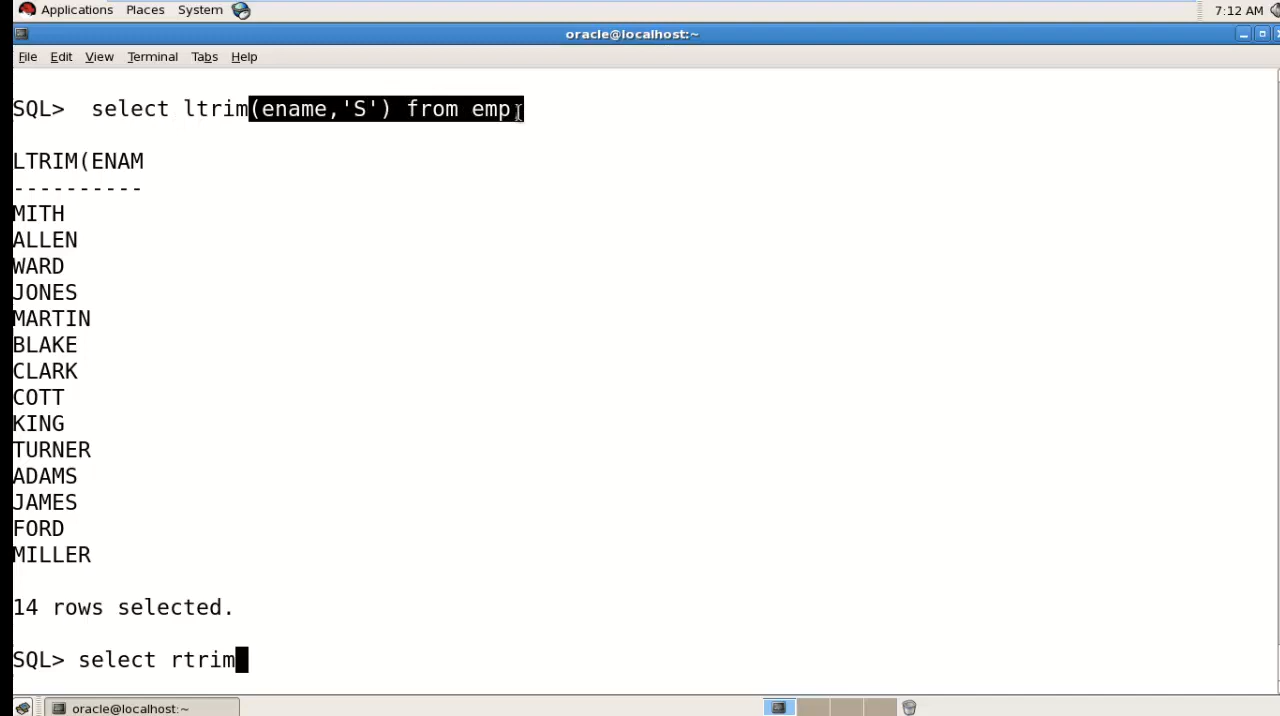 Applications Places System 7:12 AM
oracle@localhost:~
File Edit View Terminal Tabs Help
SQL>  select ltrim(ename,'S') from emp;
LTRIM(ENAM
----------
MITH
ALLEN
WARD
JONES
MARTIN
BLAKE
CLARK
COTT
KING
TURNER
ADAMS
JAMES
FORD
MILLER
14 rows selected.
SQL> select rtrim
oracle@localhost:~